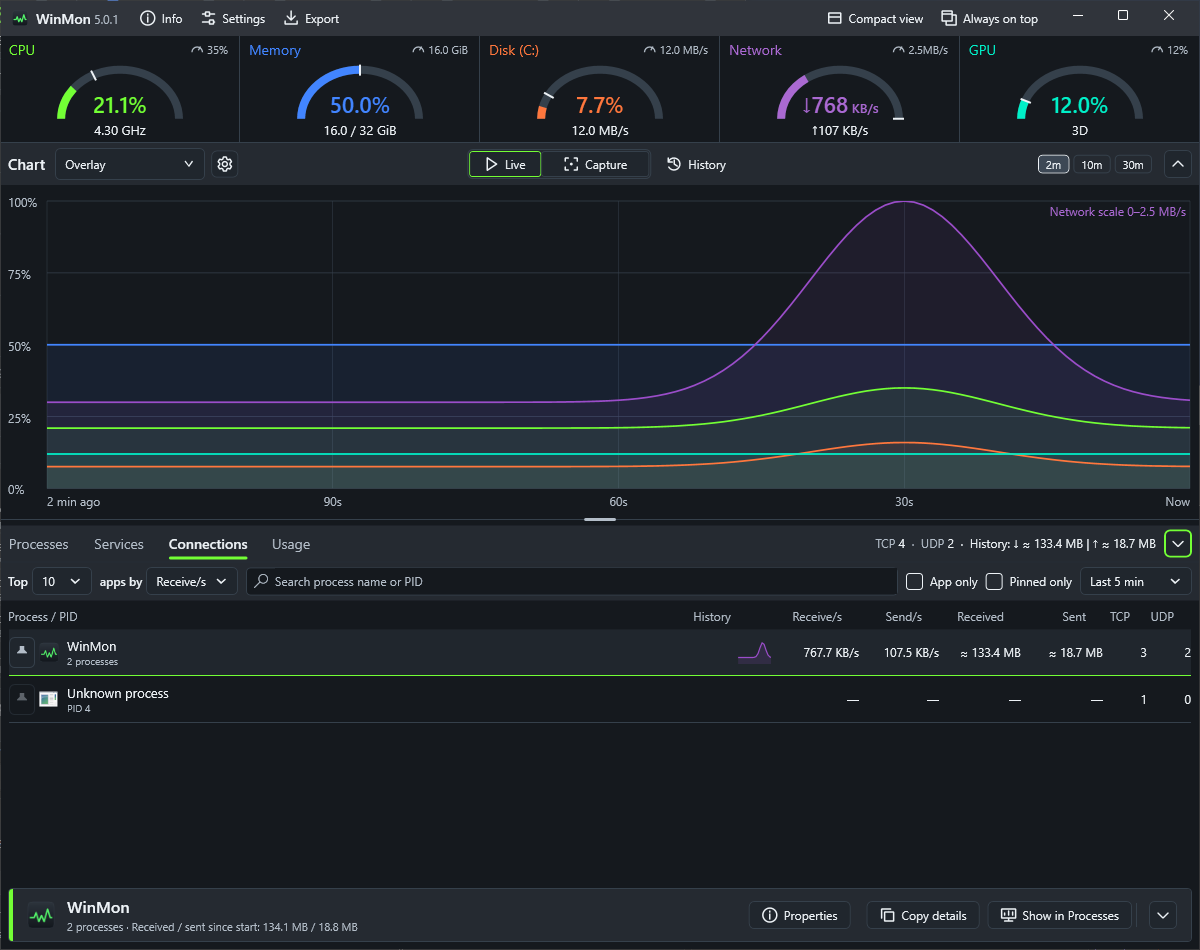 WinMon 5.0.1 Info Settings Export Compact view Always on top
CPU 35%
21.1%
4.30 GHz
Memory 16.0 GiB
50.0%
16.0 / 32 GiB
Disk (C:) 12.0 MB/s
7.7%
12.0 MB/s
Network 2.5MB/s
↓768 KB/s
↑107 KB/s
GPU 12%
12.0%
3D
Chart Overlay Live Capture History 2m 10m 30m
100%
Network scale 0–2.5 MB/s
75%
50%
25%
0%
2 min ago 90s 60s 30s Now
Processes Services Connections Usage TCP 4 · UDP 2 · History: ↓ ≈ 133.4 MB | ↑ ≈ 18.7 MB
Top 10 apps by Receive/s Search process name or PID App only Pinned only Last 5 min
Process / PID History Receive/s Send/s Received Sent TCP UDP
WinMon 767.7 KB/s 107.5 KB/s ≈ 133.4 MB ≈ 18.7 MB 3 2
2 processes
Unknown process — — — — 1 0
PID 4
WinMon
2 processes · Received / sent since start: 134.1 MB / 18.8 MB
Properties Copy details Show in Processes